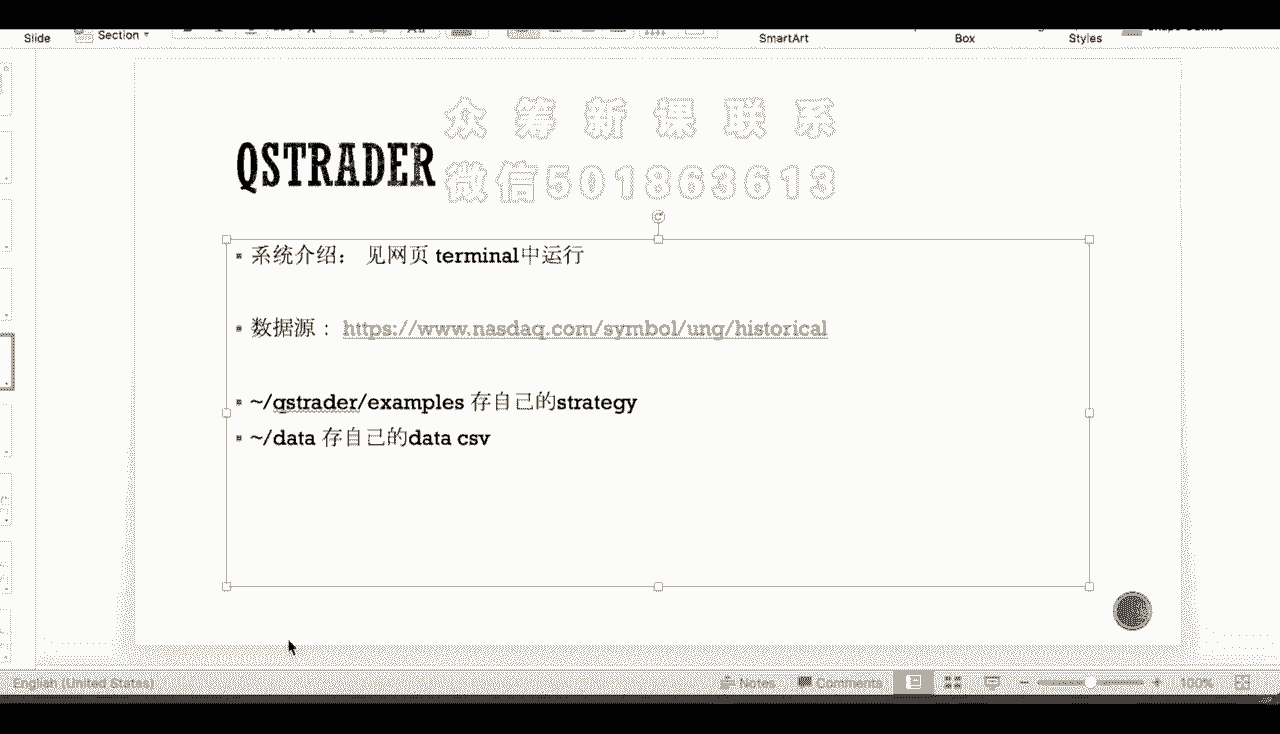 Slide
Section
SmartArt
Box
Styles
众筹新课联系
QSTRADER
微信501863613
系统介绍： 见网页 terminal中运行
数据源： https://www.nasdaq.com/symbol/ung/historical
~/qstrader/examples 存自己的strategy
~/data 存自己的data csv
English (United States)
Notes
Comments
100%